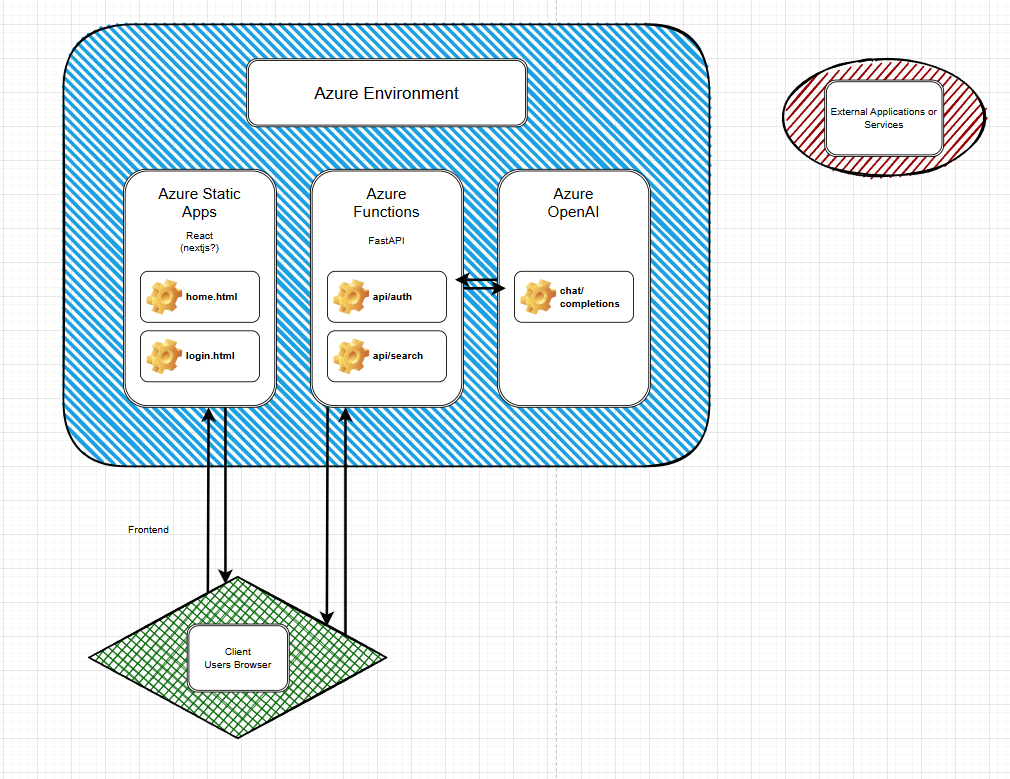 Azure Environment
External Applications or
Services
Azure Static
Apps
React
(nextjs?)
home.html
login.html
Azure
Functions
FastAPI
api/auth
api/search
Azure
OpenAI
chat/
completions
Frontend
Client
Users Browser